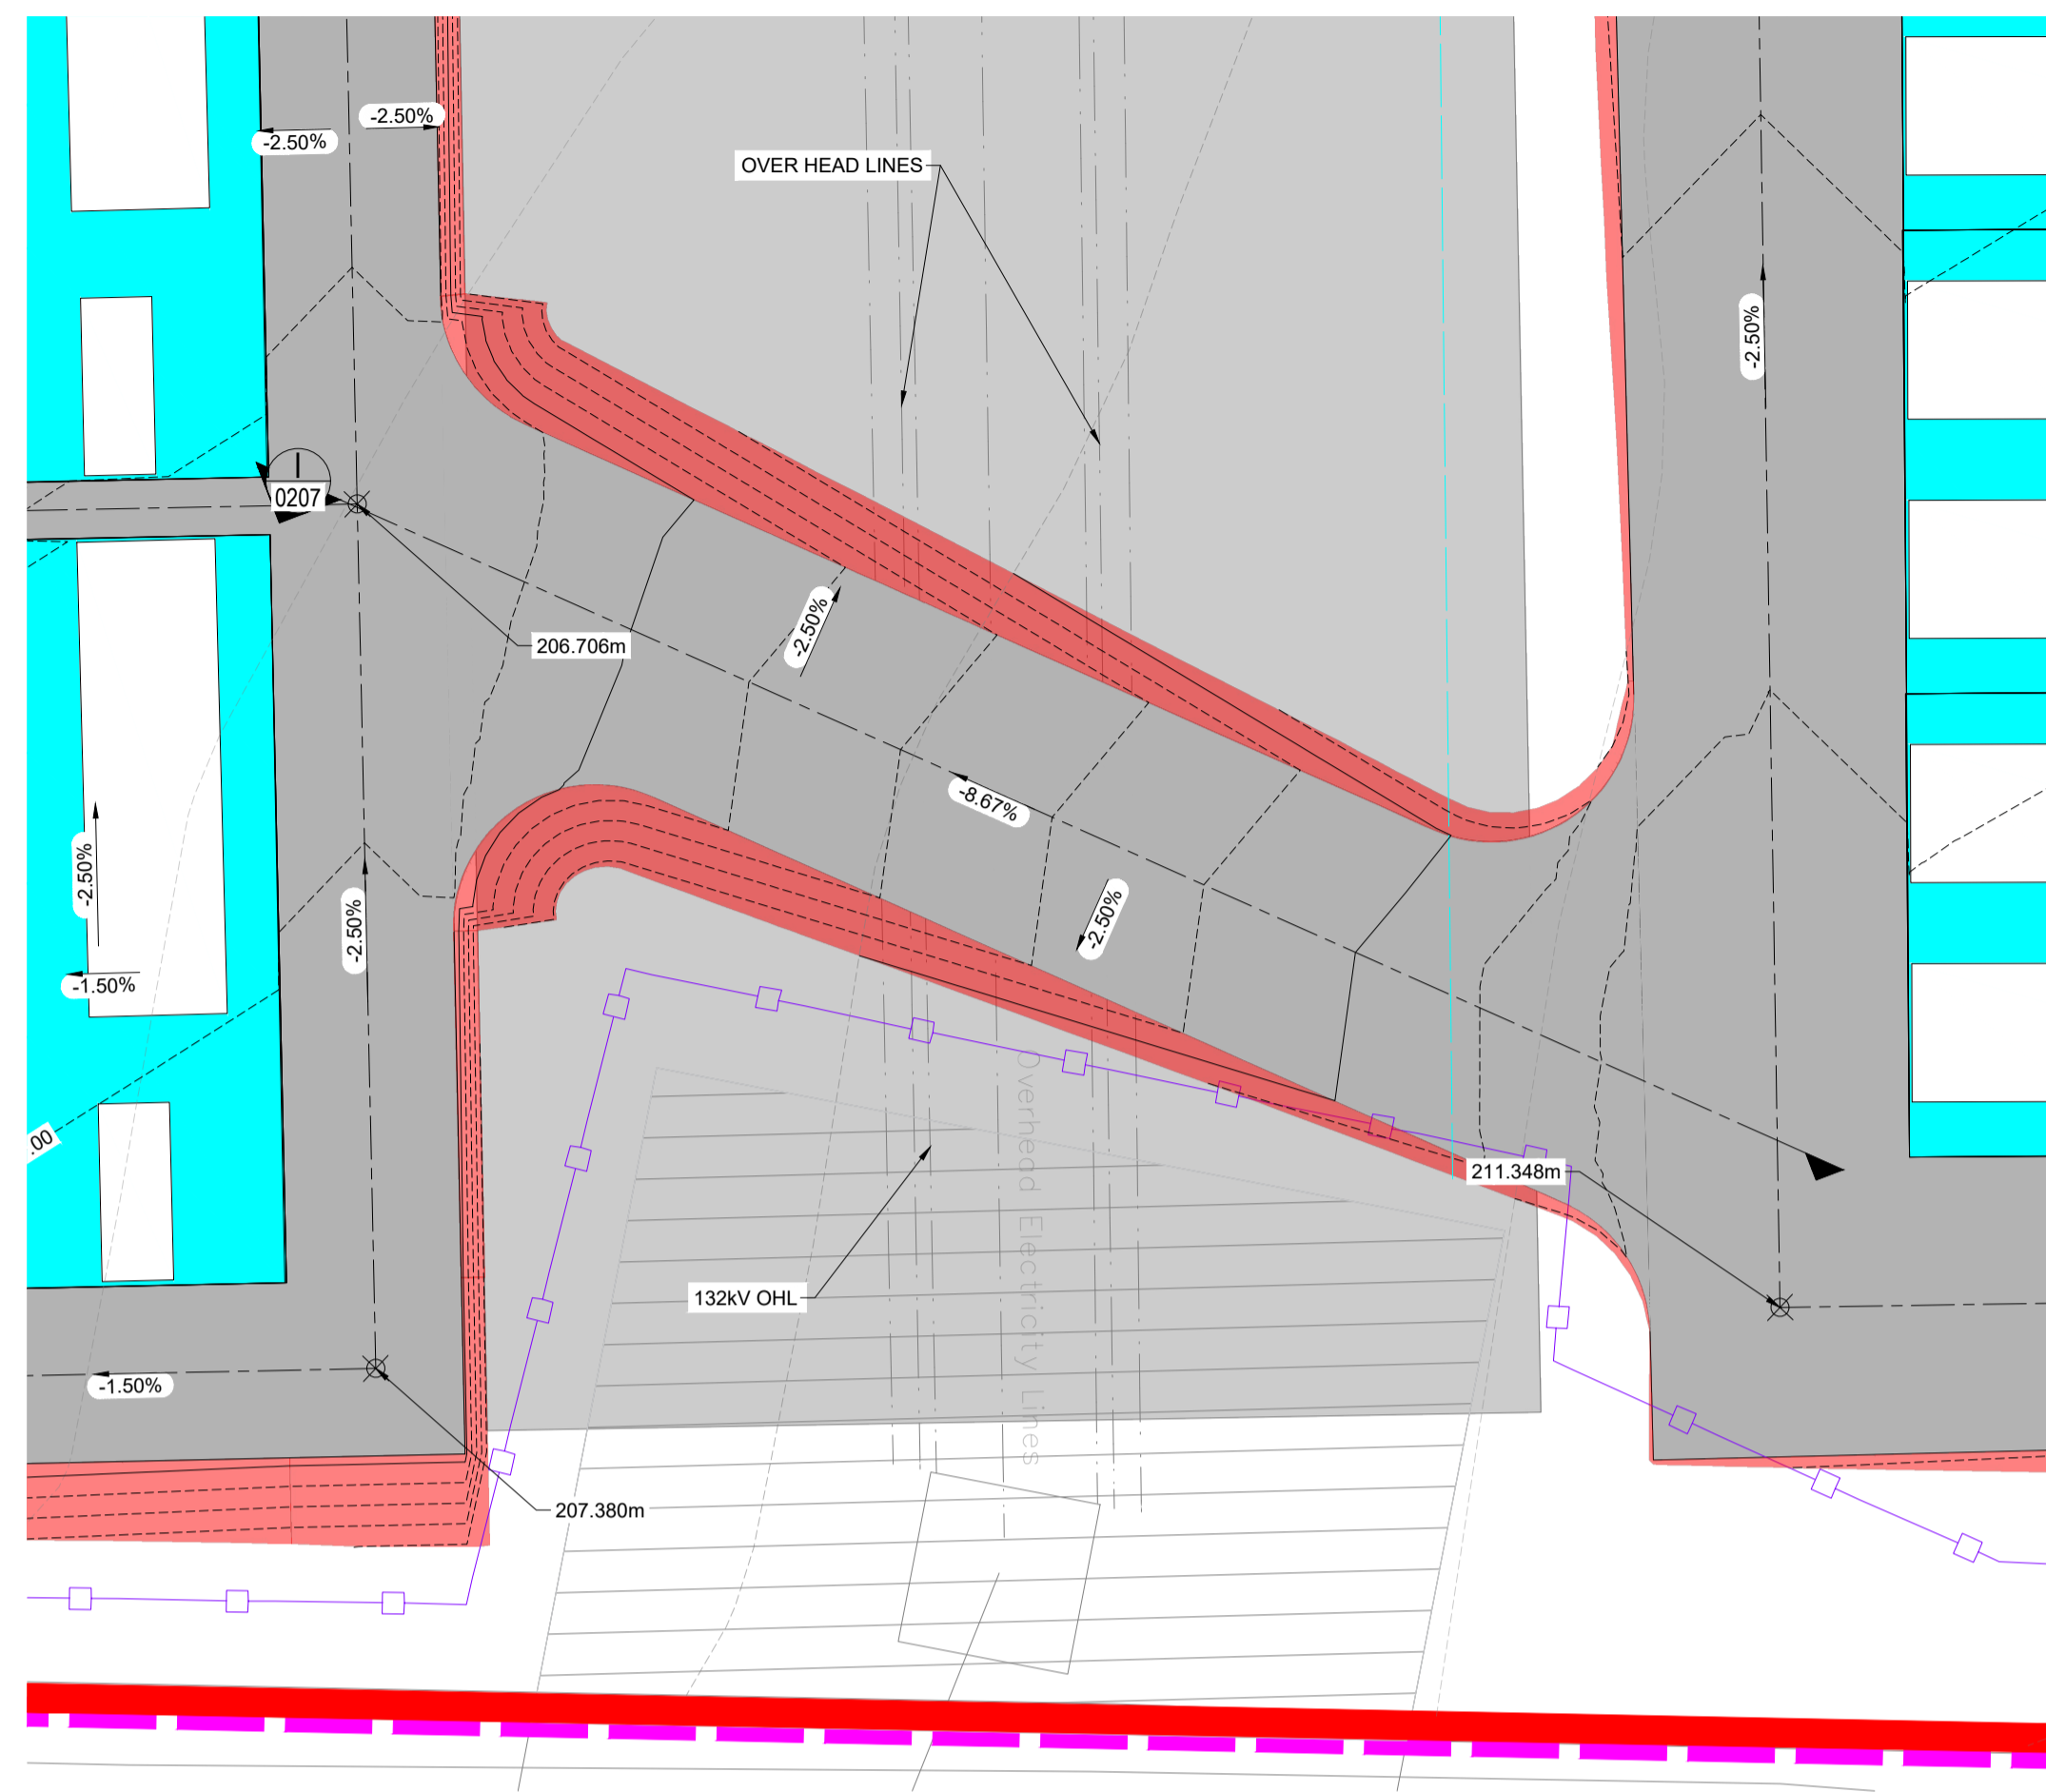 -2.50%
-2.50%
OVER HEAD LINES
-2.50%
0207
206.706m
-2.50%
-8.67%
-2.50%
-2.50%
-2.50%
-1.50%
.00
211.348m
Overhead Electricity Lines
132kV OHL
-1.50%
207.380m